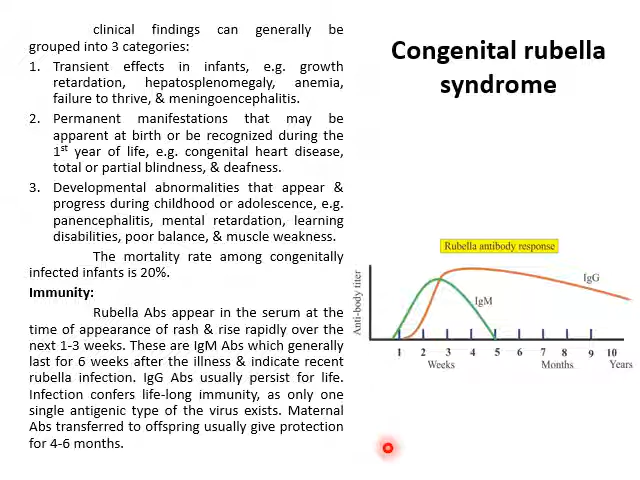 clinical findings can generally be
grouped into 3 categories:
1. Transient effects in infants, e.g. growth
retardation, hepatosplenomegaly, anemia,
failure to thrive, & meningoencephalitis.
2. Permanent manifestations that may be
apparent at birth or be recognized during the
1st year of life, e.g. congenital heart disease,
total or partial blindness, & deafness.
3. Developmental abnormalities that appear &
progress during childhood or adolescence, e.g.
panencephalitis, mental retardation, learning
disabilities, poor balance, & muscle weakness.
The mortality rate among congenitally
infected infants is 20%.
Immunity:
Rubella Abs appear in the serum at the
time of appearance of rash & rise rapidly over the
next 1-3 weeks. These are IgM Abs which generally
last for 6 weeks after the illness & indicate recent
rubella infection. IgG Abs usually persist for life.
Infection confers life-long immunity, as only one
single antigenic type of the virus exists. Maternal
Abs transferred to offspring usually give protection
for 4-6 months.
Congenital rubella
syndrome
Rubella antibody response
Anti-body titer
IgG
IgM
1 2 3 4 5 6 7 8 9 10
Weeks Months Years